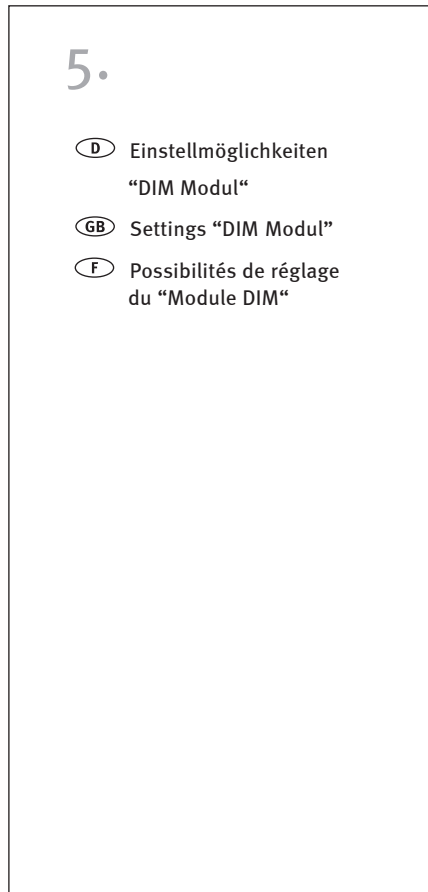 5.
D Einstellmöglichkeiten
“DIM Modul“
GB Settings “DIM Modul”
F Possibilités de réglage
du “Module DIM“